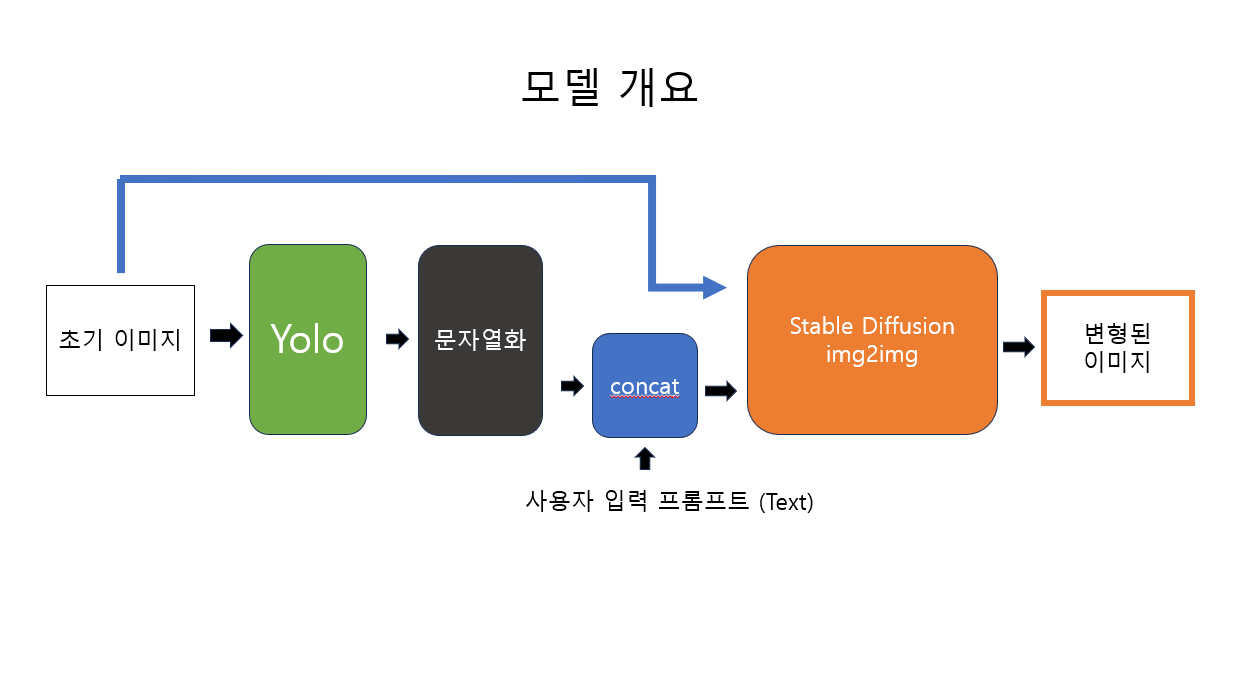 모델 개요
초기 이미지
Yolo
문자열화
concat
Stable Diffusion
img2img
변형된
이미지
사용자 입력 프롬프트 (Text)